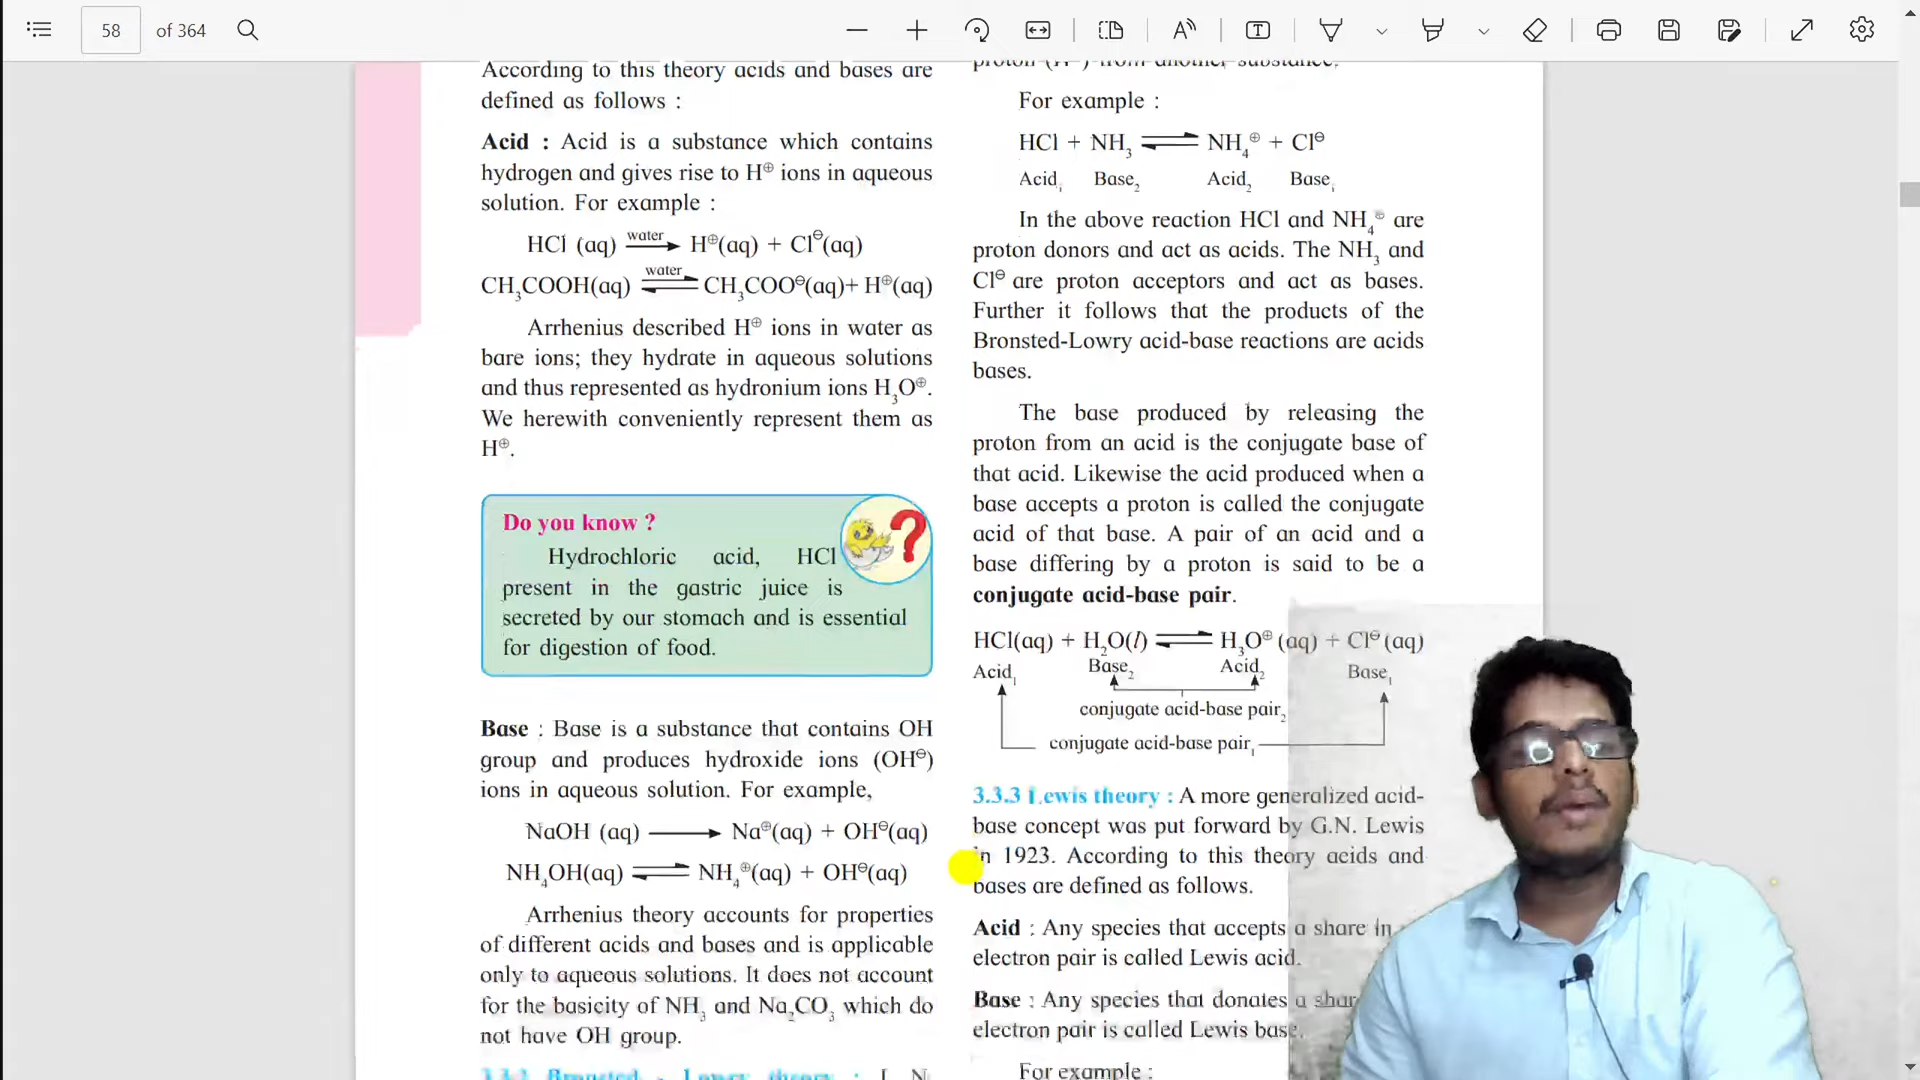 58 of 364
According to this theory acids and bases are
defined as follows :
Acid : Acid is a substance which contains
hydrogen and gives rise to H⊕ ions in aqueous
solution. For example :
HCl (aq) water→ H⊕(aq) + Cl⊖(aq)
CH₃COOH(aq) water⇌ CH₃COO⊖(aq)+ H⊕(aq)
Arrhenius described H⊕ ions in water as
bare ions; they hydrate in aqueous solutions
and thus represented as hydronium ions H₃O⊕.
We herewith conveniently represent them as
H⊕.
Do you know ?
Hydrochloric acid, HCl
present in the gastric juice is
secreted by our stomach and is essential
for digestion of food.
Base : Base is a substance that contains OH
group and produces hydroxide ions (OH⊖)
ions in aqueous solution. For example,
NaOH (aq) → Na⊕(aq) + OH⊖(aq)
NH₄OH(aq) ⇌ NH₄⊕(aq) + OH⊖(aq)
Arrhenius theory accounts for properties
of different acids and bases and is applicable
only to aqueous solutions. It does not account
for the basicity of NH₃ and Na₂CO₃ which do
not have OH group.
For example :
HCl + NH₃ ⇌ NH₄⊕ + Cl⊖
Acid₁ Base₂ Acid₂ Base₁
In the above reaction HCl and NH₄⊕ are
proton donors and act as acids. The NH₃ and
Cl⊖ are proton acceptors and act as bases.
Further it follows that the products of the
Bronsted-Lowry acid-base reactions are acids
bases.
The base produced by releasing the
proton from an acid is the conjugate base of
that acid. Likewise the acid produced when a
base accepts a proton is called the conjugate
acid of that base. A pair of an acid and a
base differing by a proton is said to be a
conjugate acid-base pair.
HCl(aq) + H₂O(l) ⇌ H₃O⊕ (aq) + Cl⊖ (aq)
Acid₁ Base₂ Acid₂ Base₁
conjugate acid-base pair₂
conjugate acid-base pair₁
3.3.3 Lewis theory : A more generalized acid-
base concept was put forward by G.N. Lewis
in 1923. According to this theory acids and
bases are defined as follows.
Acid : Any species that accepts a share in
electron pair is called Lewis acid.
Base : Any species that donates a share
electron pair is called Lewis base.
For example :